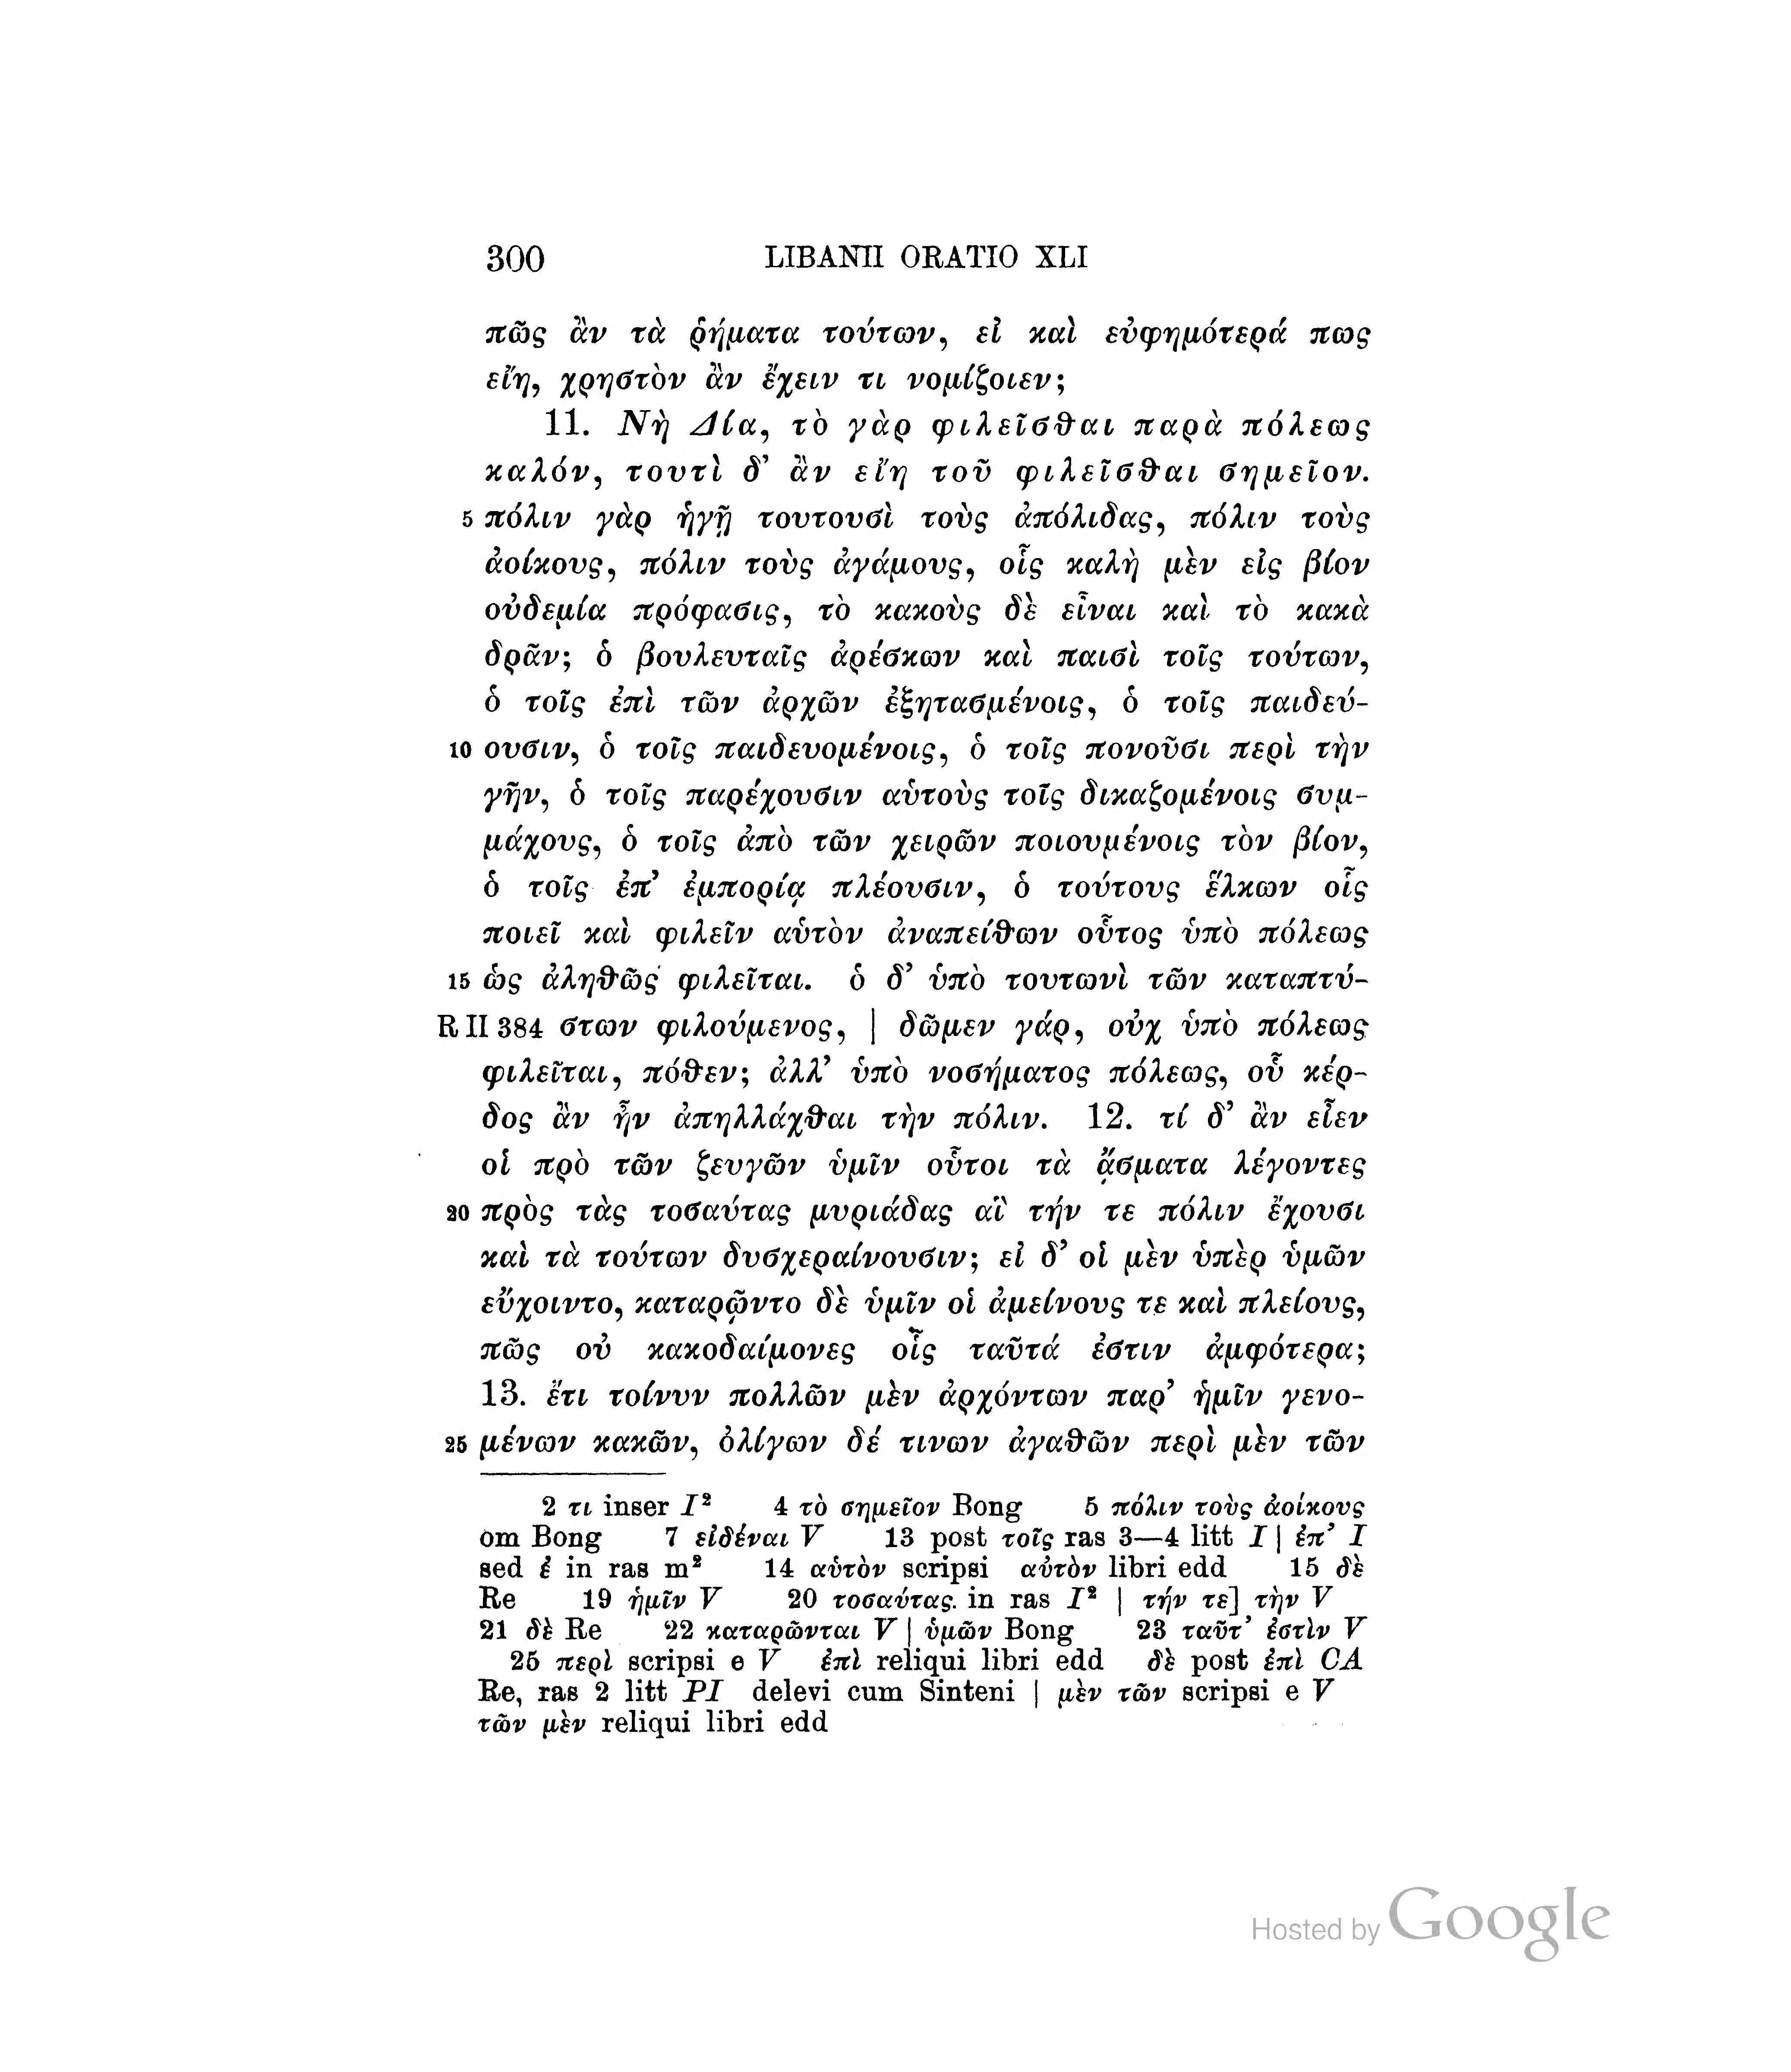 300 LIBANII ORATIO XLI
πῶς ἂν τὰ ῥήματα τούτων, εἰ καὶ εὐφημότερά πως
εἴη, χρηστὸν ἂν ἔχειν τι νομίζοιεν;
11. Νὴ Δία, τὸ γὰρ φιλεῖσθαι παρὰ πόλεως
καλόν, τουτὶ δ’ ἂν εἴη τοῦ φιλεῖσθαι σημεῖον.
5 πόλιν γὰρ ἡγῇ τουτουσὶ τοὺς ἀπόλιδας, πόλιν τοὺς
ἀοίκους, πόλιν τοὺς ἀγάμους, οἷς καλὴ μὲν εἰς βίον
οὐδεμία πρόφασις, τὸ κακοὺς δὲ εἶναι καὶ τὸ κακὰ
δρᾶν; ὁ βουλευταῖς ἀρέσκων καὶ παισὶ τοῖς τούτων,
ὁ τοῖς ἐπὶ τῶν ἀρχῶν ἐξητασμένοις, ὁ τοῖς παιδεύ-
10 ουσιν, ὁ τοῖς παιδευομένοις, ὁ τοῖς πονοῦσι περὶ τὴν
γῆν, ὁ τοῖς παρέχουσιν αὑτοὺς τοῖς δικαζομένοις συμ-
μάχους, ὁ τοῖς ἀπὸ τῶν χειρῶν ποιουμένοις τὸν βίον,
ὁ τοῖς ἐπ’ ἐμπορίᾳ πλέουσιν, ὁ τούτους ἕλκων οἷς
ποιεῖ καὶ φιλεῖν αὑτὸν ἀναπείθων οὗτος ὑπὸ πόλεως
15 ὡς ἀληθῶς φιλεῖται. ὁ δ’ ὑπὸ τουτωνὶ τῶν καταπτύ-
R II 384 στων φιλούμενος, | δῶμεν γάρ, οὐχ ὑπὸ πόλεως
φιλεῖται, πόθεν; ἀλλ’ ὑπὸ νοσήματος πόλεως, οὗ κέρ-
δος ἂν ἦν ἀπηλλάχθαι τὴν πόλιν. 12. τί δ’ ἂν εἶεν
οἱ πρὸ τῶν ζευγῶν ὑμῖν οὗτοι τὰ ᾄσματα λέγοντες
20 πρὸς τὰς τοσαύτας μυριάδας αἳ τήν τε πόλιν ἔχουσι
καὶ τὰ τούτων δυσχεραίνουσιν; εἰ δ’ οἱ μὲν ὑπὲρ ὑμῶν
εὔχοιντο, καταρῷντο δὲ ὑμῖν οἱ ἀμείνους τε καὶ πλείους,
πῶς οὐ κακοδαίμονες οἷς ταῦτά ἐστιν ἀμφότερα;
13. ἔτι τοίνυν πολλῶν μὲν ἀρχόντων παρ’ ἡμῖν γενο-
25 μένων κακῶν, ὀλίγων δέ τινων ἀγαθῶν περὶ μὲν τῶν
2 τι inser I² 4 τὸ σημεῖον Bong 5 πόλιν τοὺς ἀοίκους
om Bong 7 εἰδέναι V 13 post τοῖς ras 3—4 litt I | ἐπ’ I
sed ἐ in ras m² 14 αὑτὸν scripsi αὐτὸν libri edd 15 δὲ
Re 19 ἡμῖν V 20 τοσαύτας. in ras I² | τήν τε] τὴν V
21 δὲ Re 22 καταρῶνται V | ὑμῶν Bong 23 ταῦτ’ ἐστὶν V
25 περὶ scripsi e V ἐπὶ reliqui libri edd δὲ post ἐπὶ CA
Re, ras 2 litt PI delevi cum Sinteni | μὲν τῶν scripsi e V
τῶν μὲν reliqui libri edd
Hosted by Google